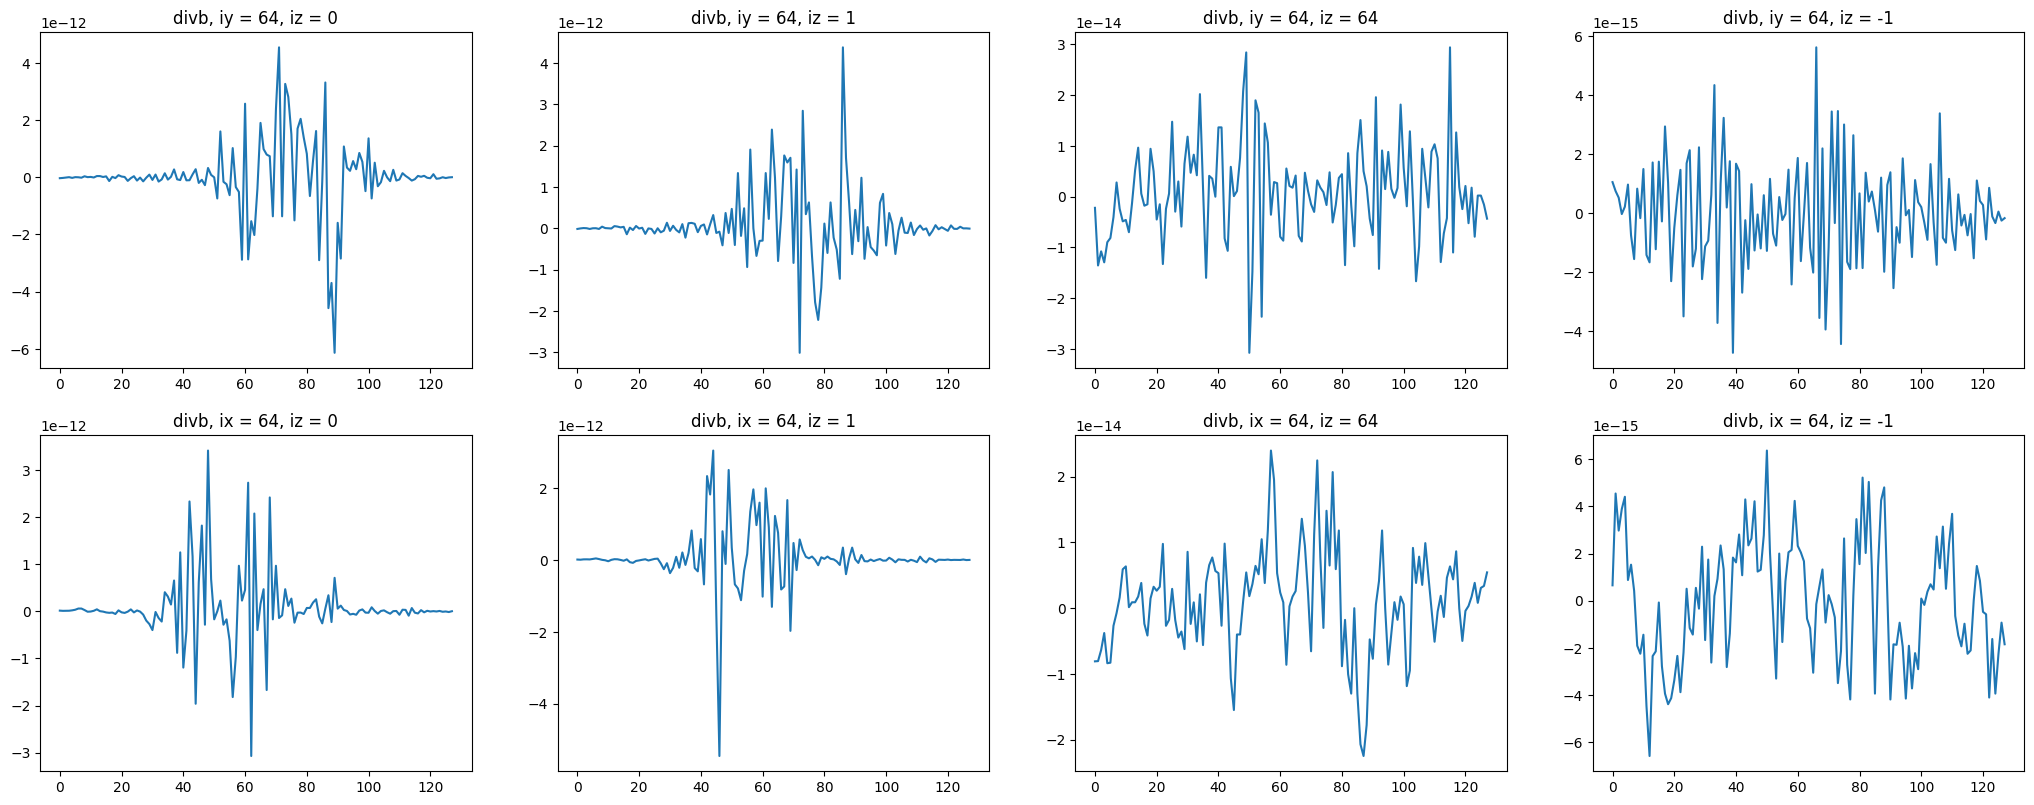 divb, iy = 64, iz = 0
1e−12
4
2
0
−2
−4
−6
0 20 40 60 80 100 120
divb, iy = 64, iz = 1
1e−12
4
3
2
1
0
−1
−2
−3
0 20 40 60 80 100 120
divb, iy = 64, iz = 64
1e−14
3
2
1
0
−1
−2
−3
0 20 40 60 80 100 120
divb, iy = 64, iz = -1
1e−15
6
4
2
0
−2
−4
0 20 40 60 80 100 120
divb, ix = 64, iz = 0
1e−12
3
2
1
0
−1
−2
−3
0 20 40 60 80 100 120
divb, ix = 64, iz = 1
1e−12
2
0
−2
−4
0 20 40 60 80 100 120
divb, ix = 64, iz = 64
1e−14
2
1
0
−1
−2
0 20 40 60 80 100 120
divb, ix = 64, iz = -1
1e−15
6
4
2
0
−2
−4
−6
0 20 40 60 80 100 120